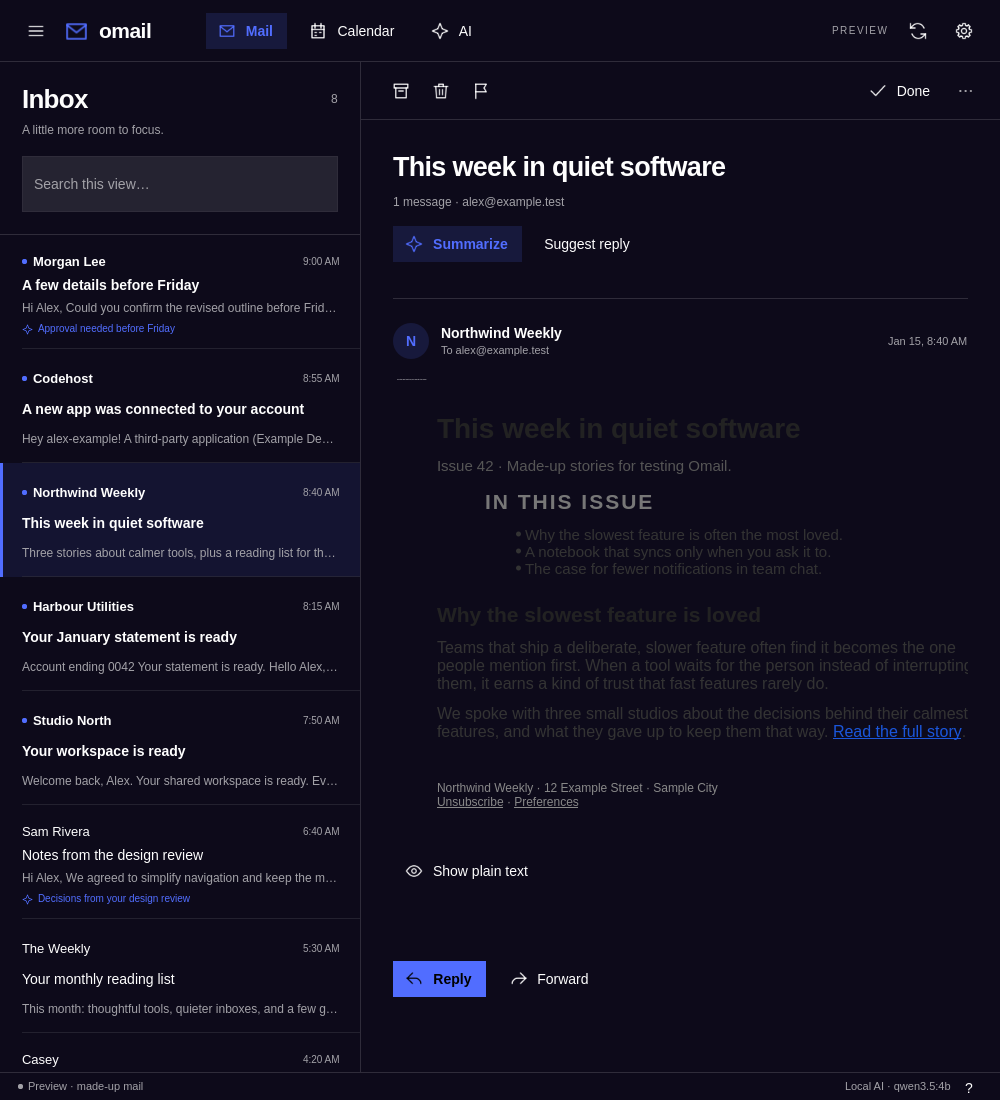 omail
Mail
Calendar
AI
PREVIEW
Inbox
8
A little more room to focus.
Search this view…
Morgan Lee
9:00 AM
A few details before Friday
Hi Alex, Could you confirm the revised outline before Frid…
Approval needed before Friday
Codehost
8:55 AM
A new app was connected to your account
Hey alex-example! A third-party application (Example De…
Northwind Weekly
8:40 AM
This week in quiet software
Three stories about calmer tools, plus a reading list for th…
Harbour Utilities
8:15 AM
Your January statement is ready
Account ending 0042 Your statement is ready. Hello Alex,…
Studio North
7:50 AM
Your workspace is ready
Welcome back, Alex. Your shared workspace is ready. Ev…
Sam Rivera
6:40 AM
Notes from the design review
Hi Alex, We agreed to simplify navigation and keep the m…
Decisions from your design review
The Weekly
5:30 AM
Your monthly reading list
This month: thoughtful tools, quieter inboxes, and a few g…
Casey
4:20 AM
Done
This week in quiet software
1 message · alex@example.test
Summarize
Suggest reply
N
Northwind Weekly
To alex@example.test
Jan 15, 8:40 AM
This week in quiet software
Issue 42 · Made-up stories for testing Omail.
IN THIS ISSUE
• Why the slowest feature is often the most loved.
• A notebook that syncs only when you ask it to.
• The case for fewer notifications in team chat.
Why the slowest feature is loved
Teams that ship a deliberate, slower feature often find it becomes the one
people mention first. When a tool waits for the person instead of interrupting
them, it earns a kind of trust that fast features rarely do.
We spoke with three small studios about the decisions behind their calmest
features, and what they gave up to keep them that way. Read the full story.
Northwind Weekly · 12 Example Street · Sample City
Unsubscribe · Preferences
Show plain text
Reply
Forward
Preview · made-up mail
Local AI · qwen3.5:4b
?